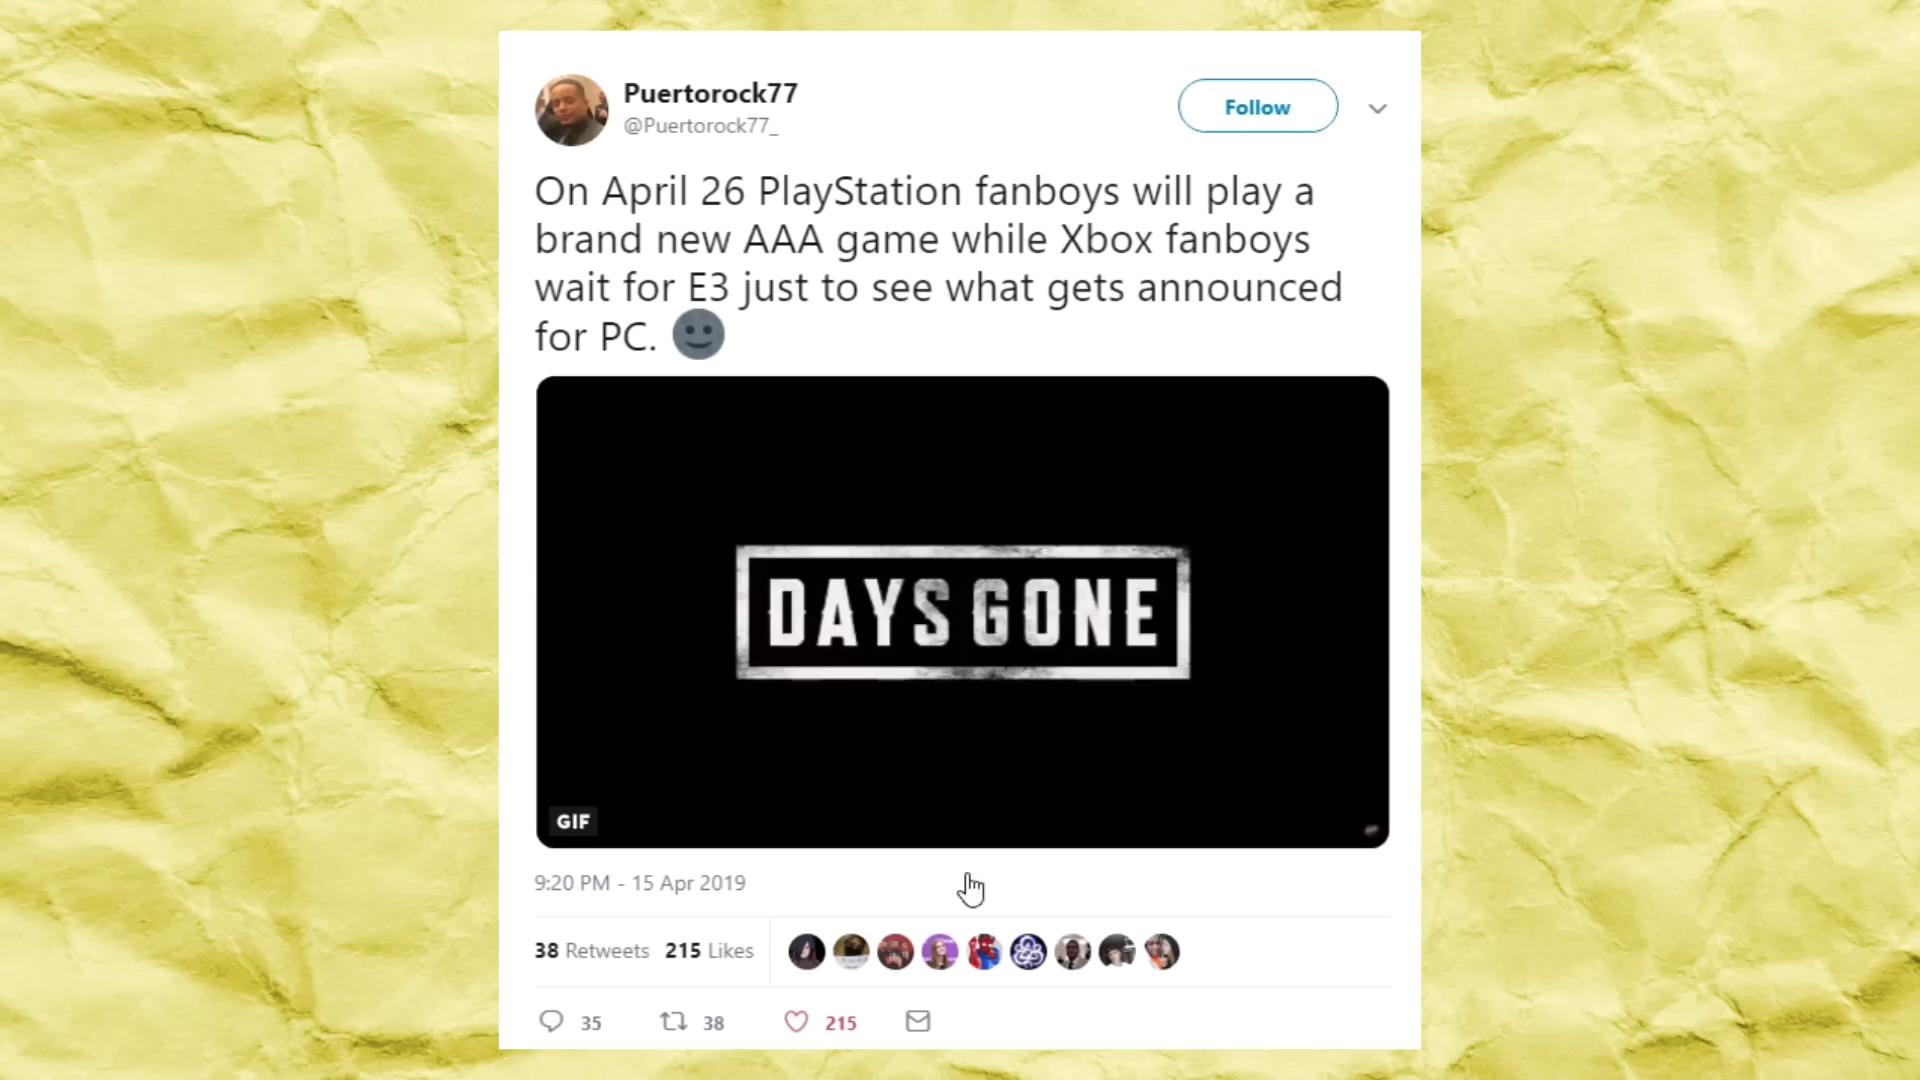 Puertorock77
@Puertorock77_
Follow
On April 26 PlayStation fanboys will play a
brand new AAA game while Xbox fanboys
wait for E3 just to see what gets announced
for PC.
DAYS GONE
GIF
9:20 PM - 15 Apr 2019
38 Retweets 215 Likes
35 38 215